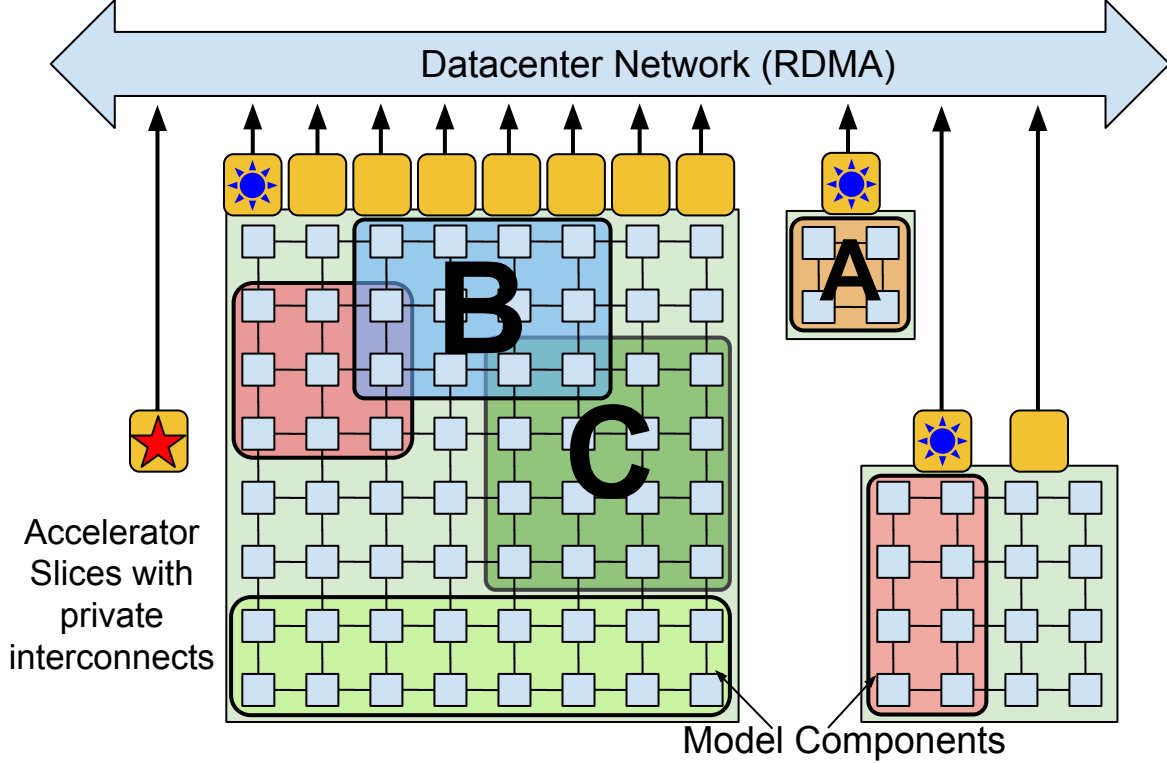 Datacenter Network (RDMA)
B
A
C
Accelerator
Slices with
private
interconnects
Model Components